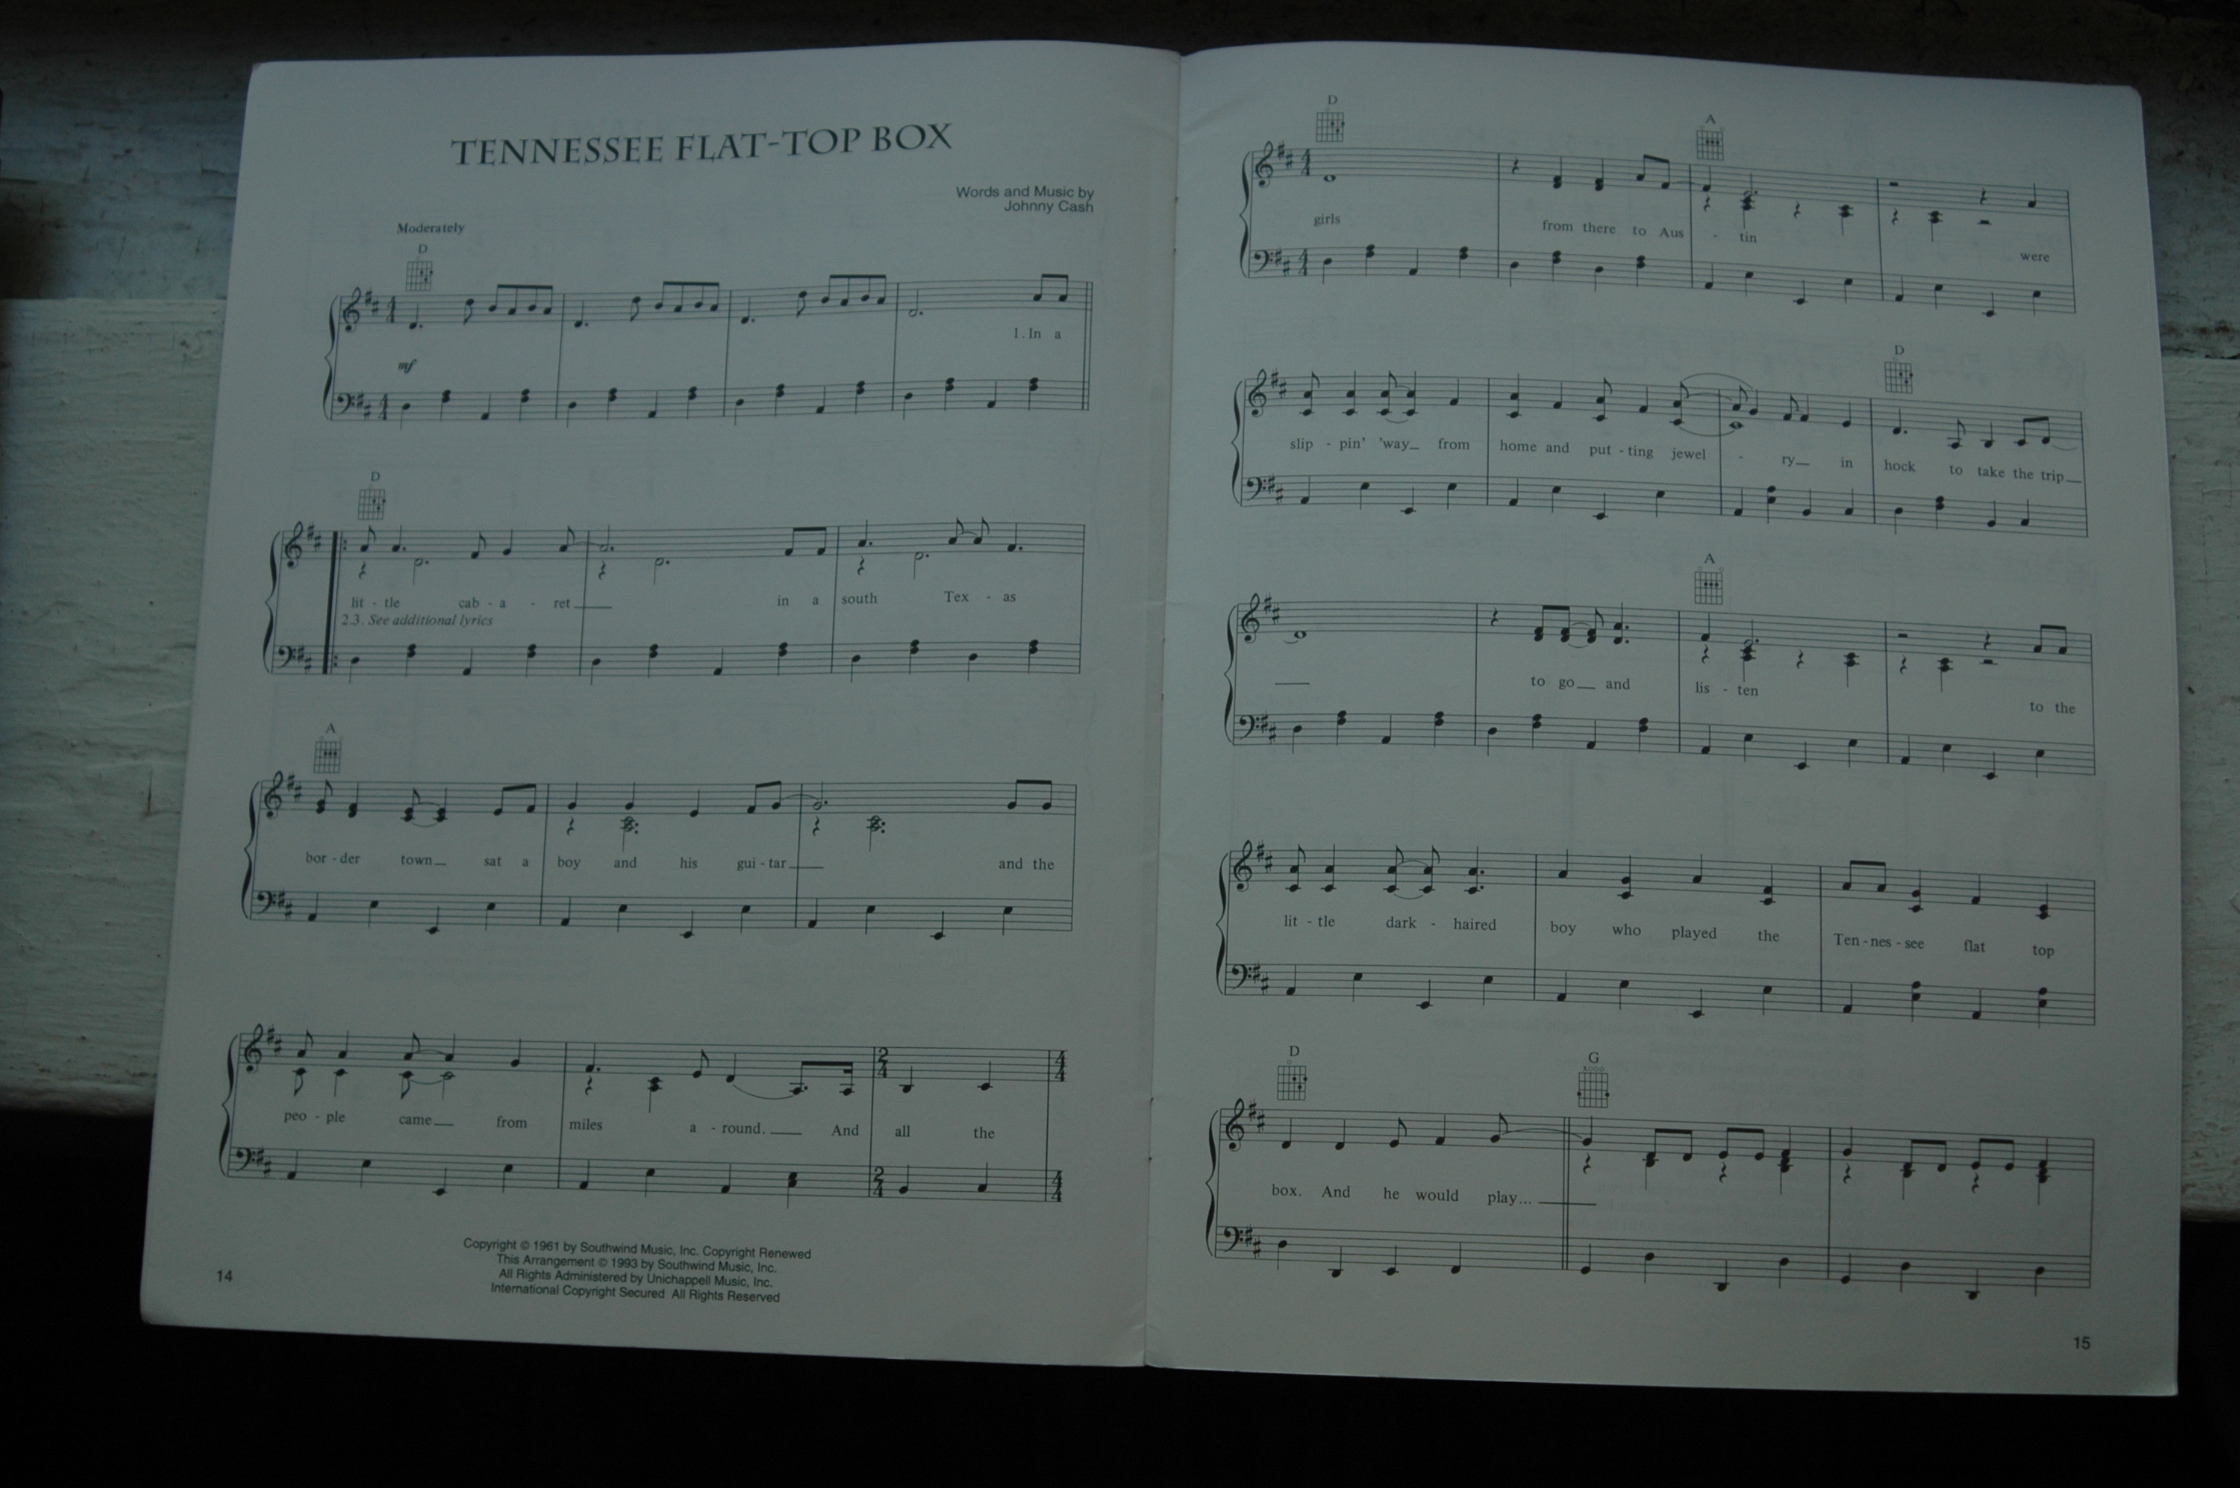 TENNESSEE FLAT-TOP BOX
Words and Music by
Johnny Cash
Moderately
D
mf
1. In a
D
lit - tle cab - a - ret in a south Tex - as
2.3. See additional lyrics
A
bor - der town sat a boy and his gui - tar and the
peo - ple came from miles a - round. And all the
Copyright © 1961 by Southwind Music, Inc. Copyright Renewed
This Arrangement © 1993 by Southwind Music, Inc.
All Rights Administered by Unichappell Music, Inc.
International Copyright Secured All Rights Reserved
14
D A
girls from there to Aus - tin were
D
slip - pin' 'way from home and put - ting jewel - ry in hock to take the trip
A
to go and lis - ten to the
lit - tle dark - haired boy who played the Ten - nes - see flat top
D G
box. And he would play...
15